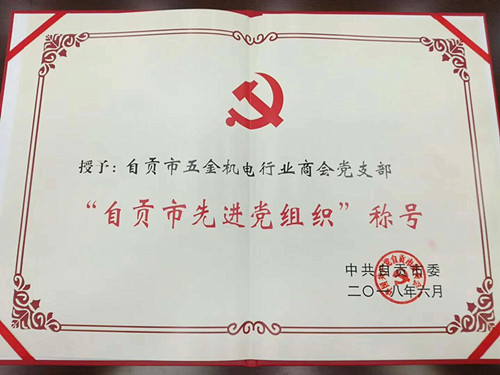 授予：自贡市五金机电行业商会党支部
“自贡市先进党组织”称号
中共自贡市委
二〇一八年六月